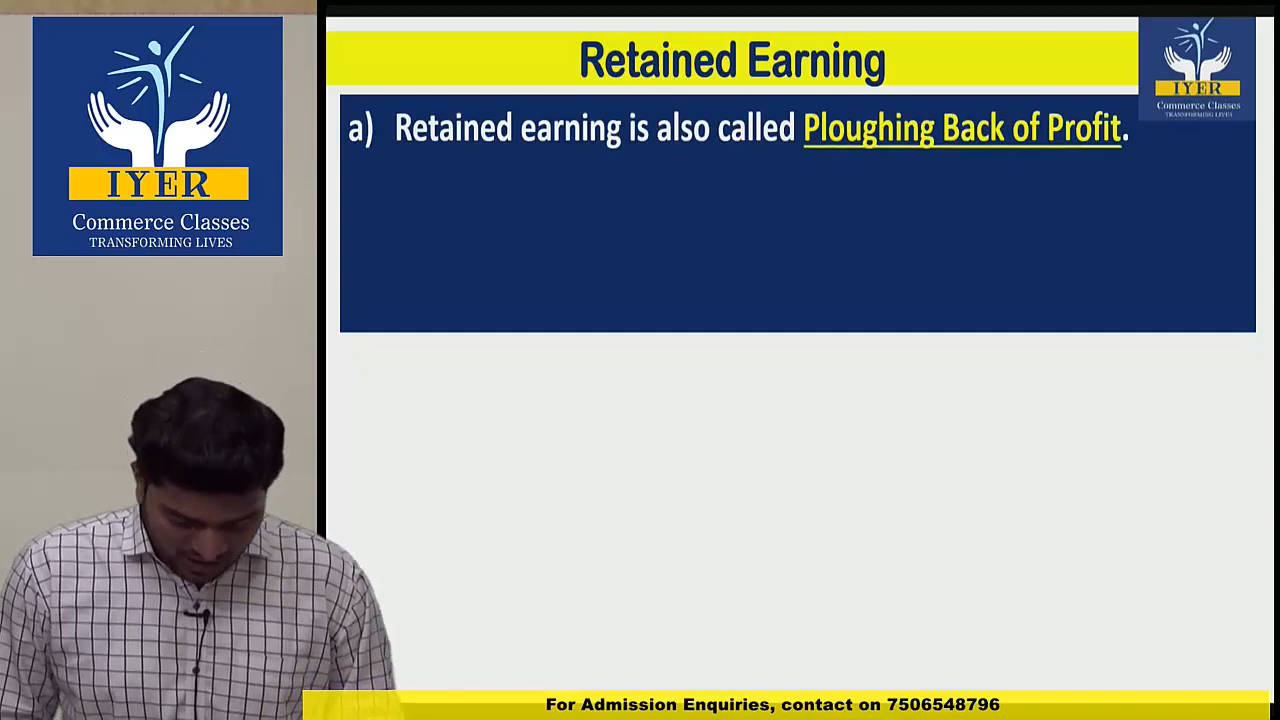 IYER
Commerce Classes
TRANSFORMING LIVES
Retained Earning
IYER
Commerce Classes
TRANSFORMING LIVES
a) Retained earning is also called Ploughing Back of Profit.
For Admission Enquiries, contact on 7506548796